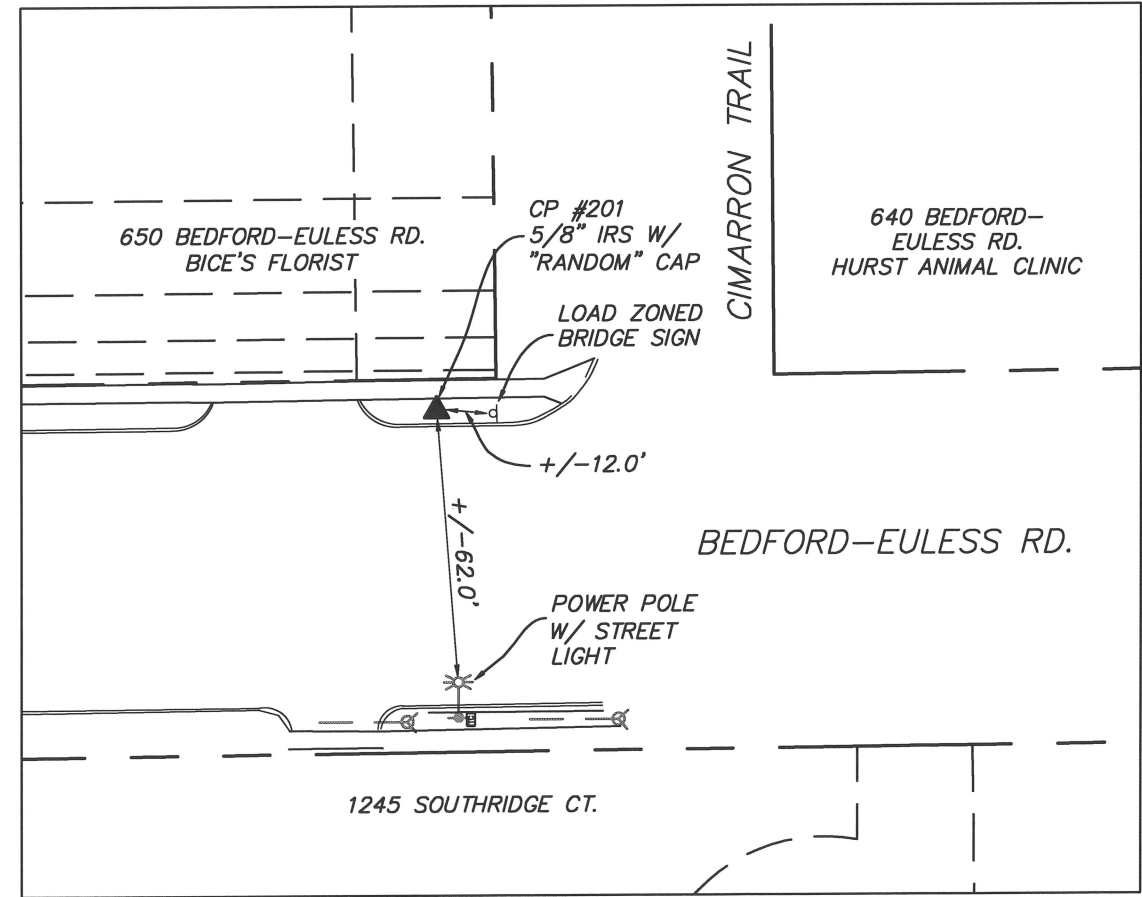 CIMARRON TRAIL
CP #201
5/8" IRS W/
"RANDOM" CAP
650 BEDFORD-EULESS RD.
BICE'S FLORIST
640 BEDFORD-
EULESS RD.
HURST ANIMAL CLINIC
LOAD ZONED
BRIDGE SIGN
+/-12.0'
+/-62.0'
BEDFORD-EULESS RD.
POWER POLE
W/ STREET
LIGHT
1245 SOUTHRIDGE CT.